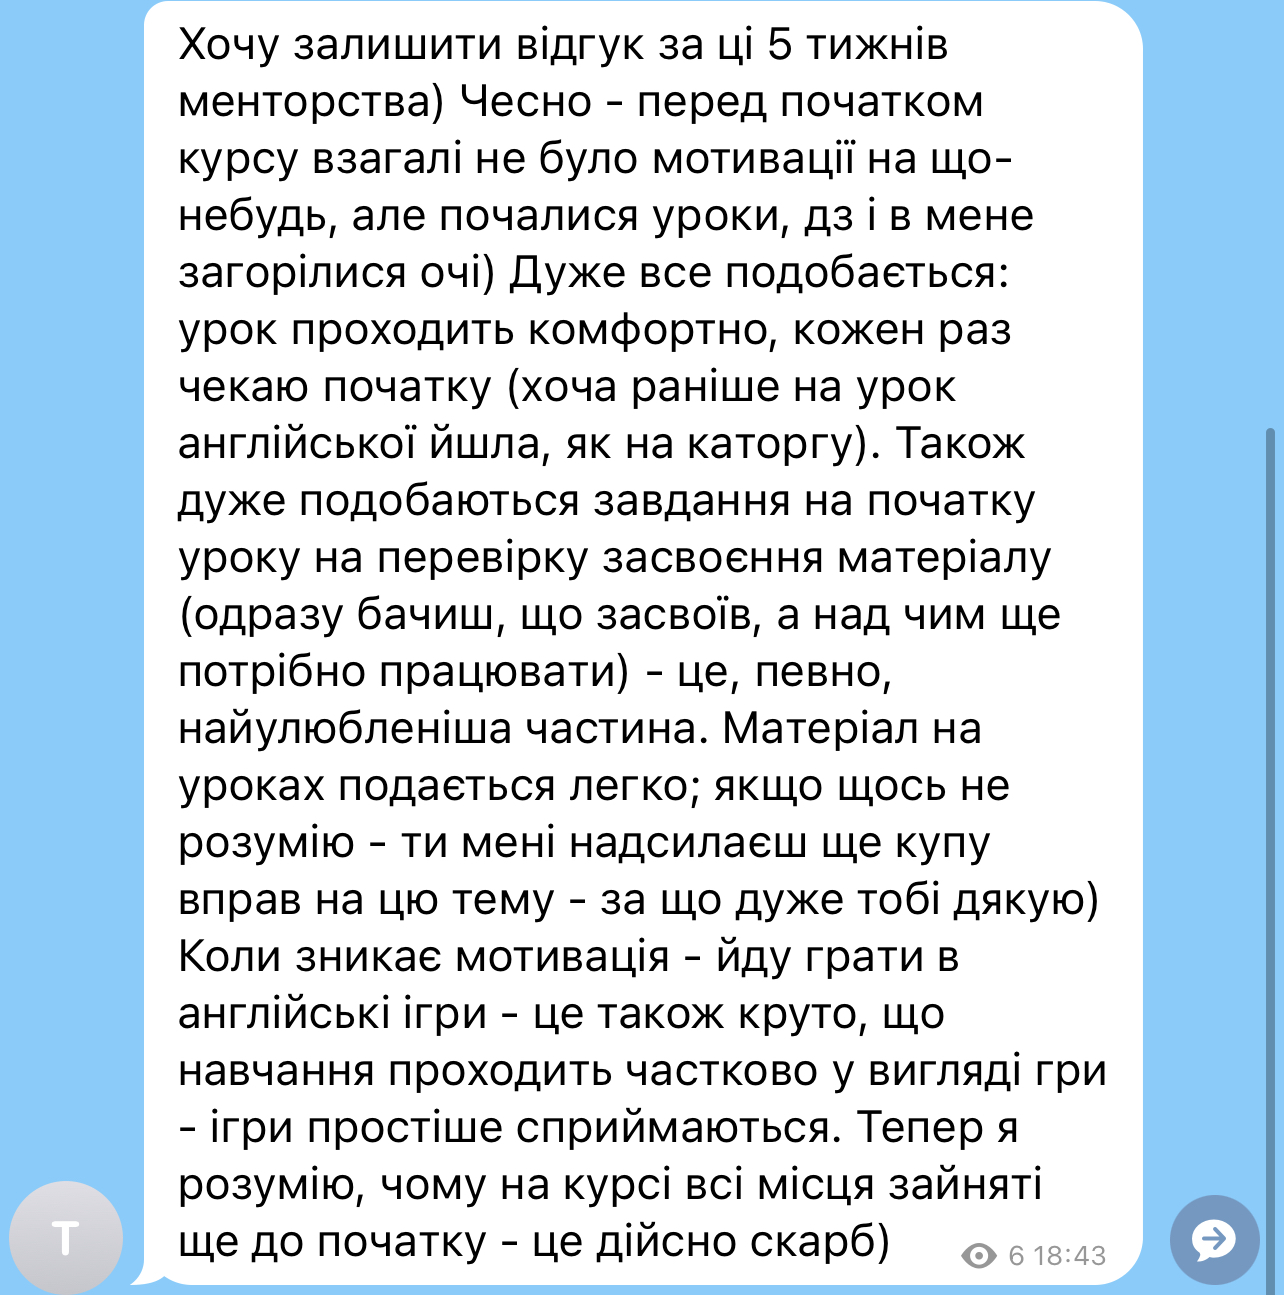 Хочу залишити відгук за ці 5 тижнів
менторства) Чесно - перед початком
курсу взагалі не було мотивації на що-
небудь, але почалися уроки, дз і в мене
загорілися очі) Дуже все подобається:
урок проходить комфортно, кожен раз
чекаю початку (хоча раніше на урок
англійської йшла, як на каторгу). Також
дуже подобаються завдання на початку
уроку на перевірку засвоєння матеріалу
(одразу бачиш, що засвоїв, а над чим ще
потрібно працювати) - це, певно,
найулюбленіша частина. Матеріал на
уроках подається легко; якщо щось не
розумію - ти мені надсилаєш ще купу
вправ на цю тему - за що дуже тобі дякую)
Коли зникає мотивація - йду грати в
англійські ігри - це також круто, що
навчання проходить частково у вигляді гри
- ігри простіше сприймаються. Тепер я
розумію, чому на курсі всі місця зайняті
ще до початку - це дійсно скарб)
6 18:43
Т